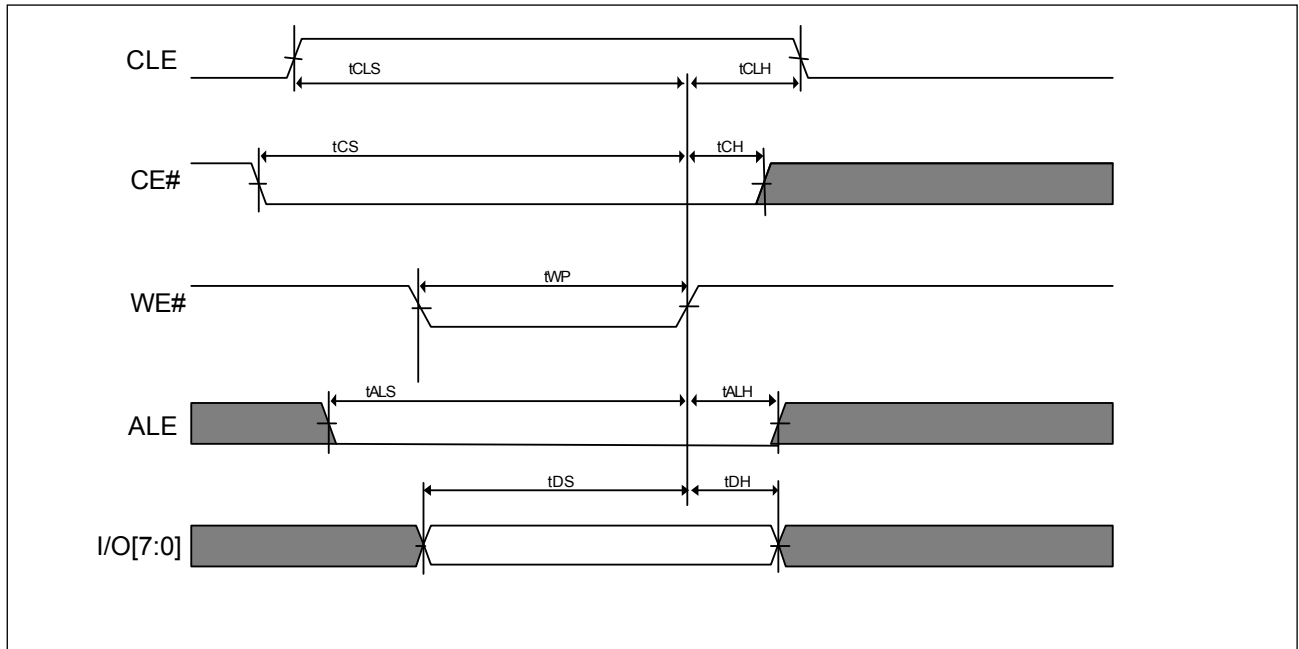 CLE
tCLS
tCLH
tCS
tCH
CE#
tWP
WE#
tALS
tALH
ALE
tDS
tDH
I/O[7:0]